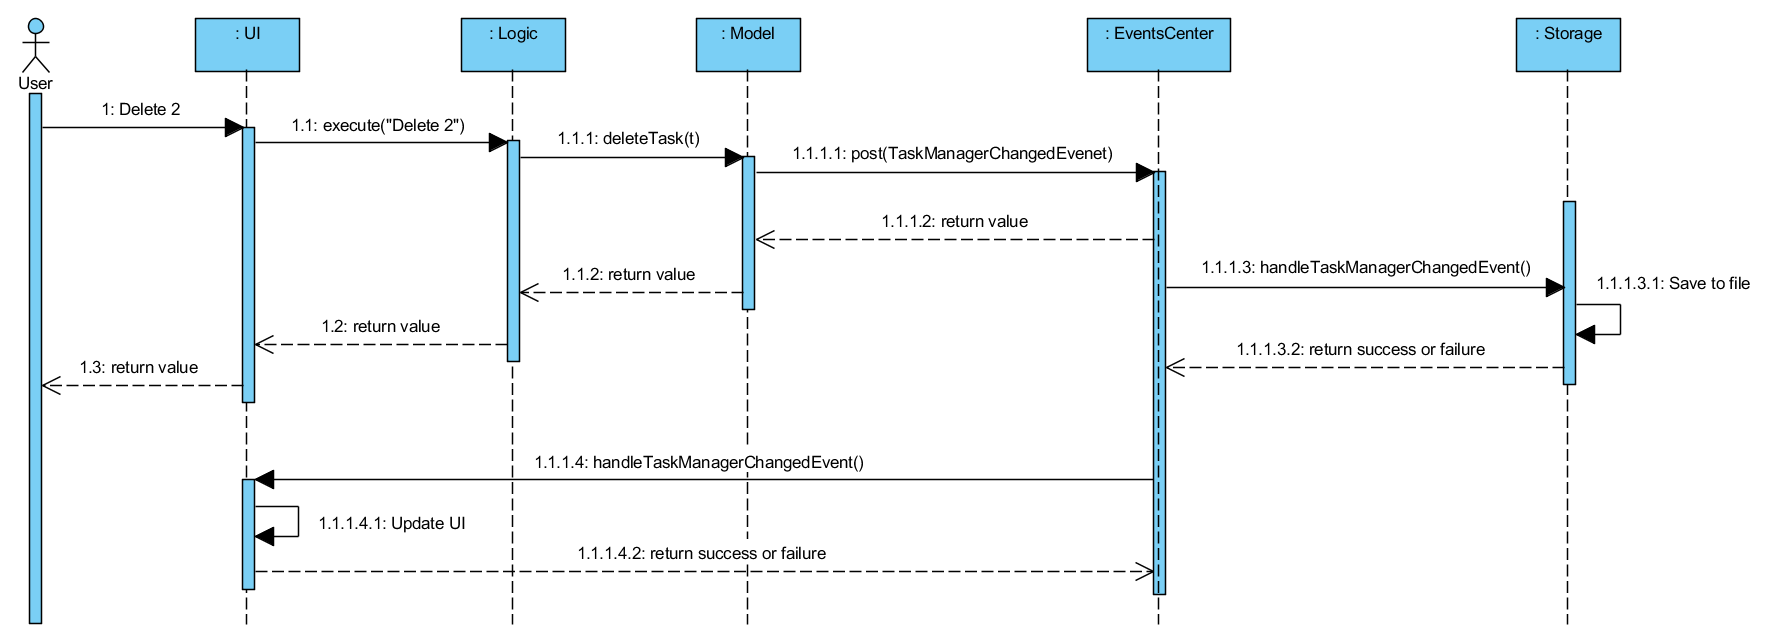 : UI
: Logic
: Model
: EventsCenter
: Storage
User
1: Delete 2
1.1: execute("Delete 2")
1.1.1: deleteTask(t)
1.1.1.1: post(TaskManagerChangedEvenet)
1.1.1.2: return value
1.1.2: return value
1.1.1.3: handleTaskManagerChangedEvent()
1.1.1.3.1: Save to file
1.2: return value
1.1.1.3.2: return success or failure
1.3: return value
1.1.1.4: handleTaskManagerChangedEvent()
1.1.1.4.1: Update UI
1.1.1.4.2: return success or failure